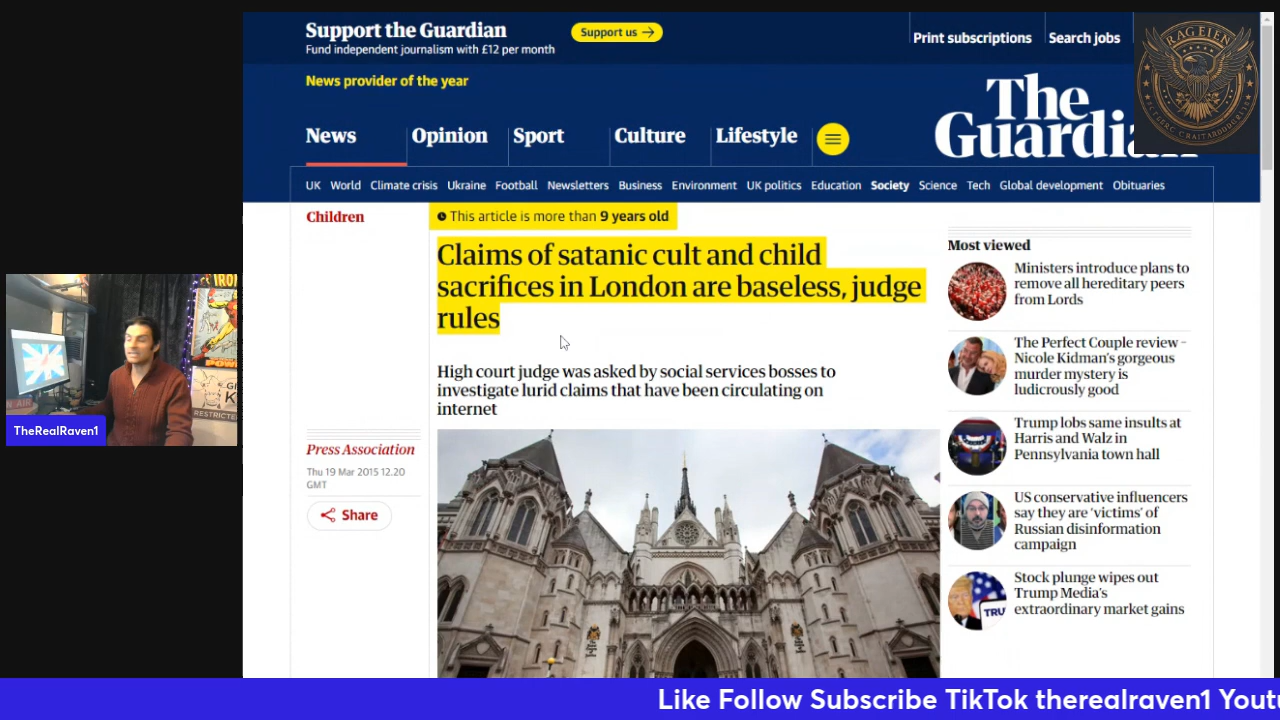 Support the Guardian
Fund independent journalism with £12 per month
Support us →
Print subscriptions
Search jobs
News provider of the year
The
Guardian
News
Opinion
Sport
Culture
Lifestyle
UK World Climate crisis Ukraine Football Newsletters Business Environment UK politics Education Society Science Tech Global development Obituaries
Children
This article is more than 9 years old
Claims of satanic cult and child
sacrifices in London are baseless, judge
rules
High court judge was asked by social services bosses to
investigate lurid claims that have been circulating on
internet
Press Association
Thu 19 Mar 2015 12.20
GMT
Share
Most viewed
Ministers introduce plans to
remove all hereditary peers
from Lords
The Perfect Couple review –
Nicole Kidman's gorgeous
murder mystery is
ludicrously good
Trump lobs same insults at
Harris and Walz in
Pennsylvania town hall
US conservative influencers
say they are 'victims' of
Russian disinformation
campaign
Stock plunge wipes out
Trump Media's
extraordinary market gains
TRU
RAGEIEN
TheRealRaven1
RESTRICTED
Like Follow Subscribe TikTok therealraven1 Youtu